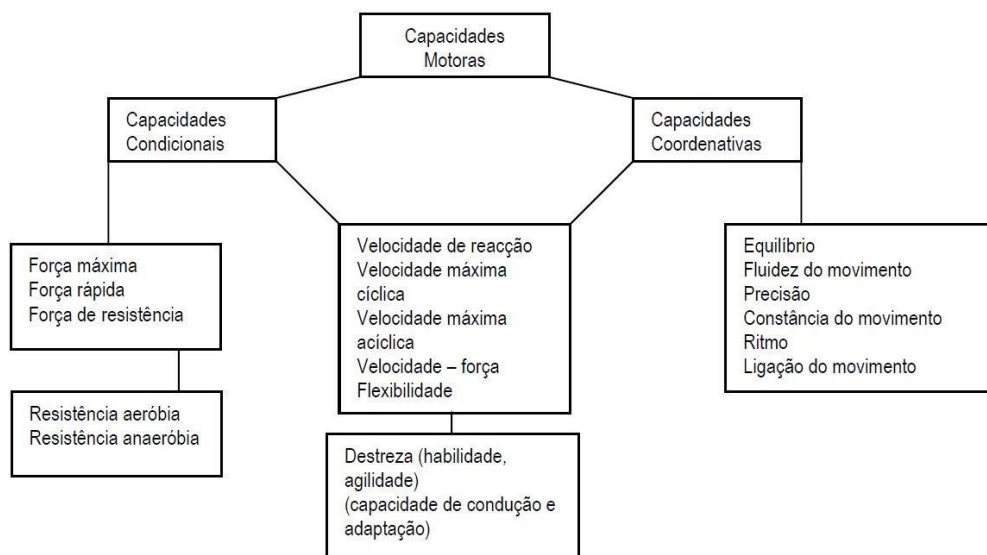 Capacidades
Motoras
Capacidades
Condicionais
Capacidades
Coordenativas
Força máxima
Força rápida
Força de resistência
Resistência aeróbia
Resistência anaeróbia
Velocidade de reacção
Velocidade máxima
cíclica
Velocidade máxima
acíclica
Velocidade – força
Flexibilidade
Destreza (habilidade,
agilidade)
(capacidade de condução e
adaptação)
Equilíbrio
Fluidez do movimento
Precisão
Constância do movimento
Ritmo
Ligação do movimento